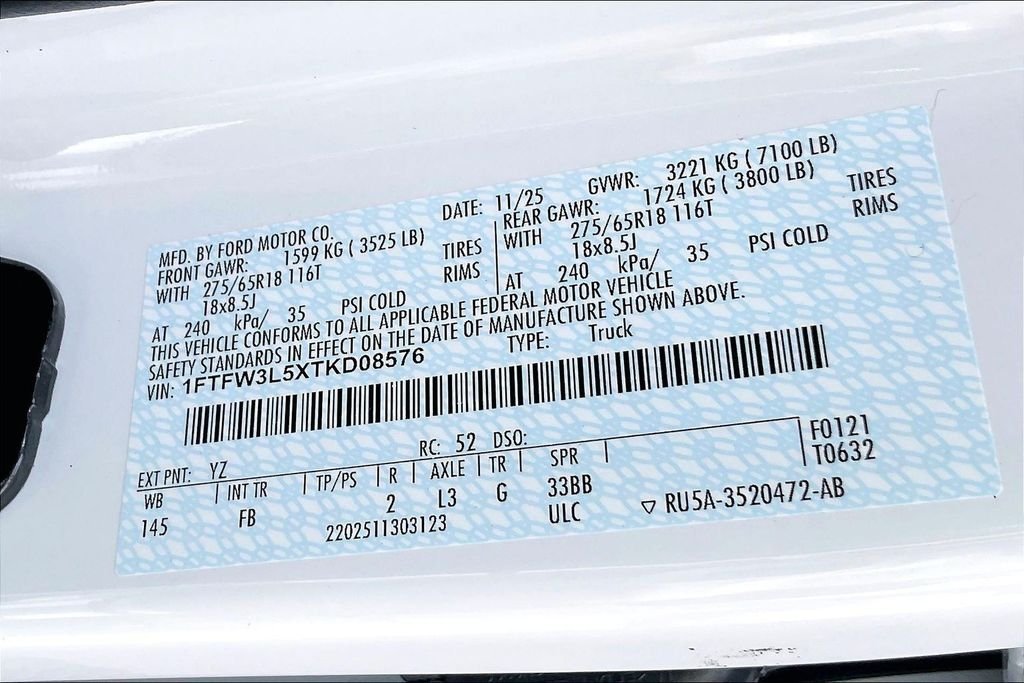 MFD. BY FORD MOTOR CO. DATE: 11/25 GVWR: 3221 KG ( 7100 LB)
FRONT GAWR: 1599 KG ( 3525 LB)
WITH 275/65R18 116T TIRES
18x8.5J RIMS
AT 240 kPa/ 35 PSI COLD
REAR GAWR: 1724 KG ( 3800 LB)
WITH 275/65R18 116T TIRES
18x8.5J RIMS
AT 240 kPa/ 35 PSI COLD
THIS VEHICLE CONFORMS TO ALL APPLICABLE FEDERAL MOTOR VEHICLE
SAFETY STANDARDS IN EFFECT ON THE DATE OF MANUFACTURE SHOWN ABOVE.
VIN: 1FTFW3L5XTKD08576 TYPE: Truck
EXT PNT: YZ RC: 52 DSO:
WB | INT TR | TP/PS | R | AXLE | TR | SPR |
145 FB 2 L3 G 33BB
2202511303123 ULC
F0121
T0632
▽ RU5A-3520472-AB